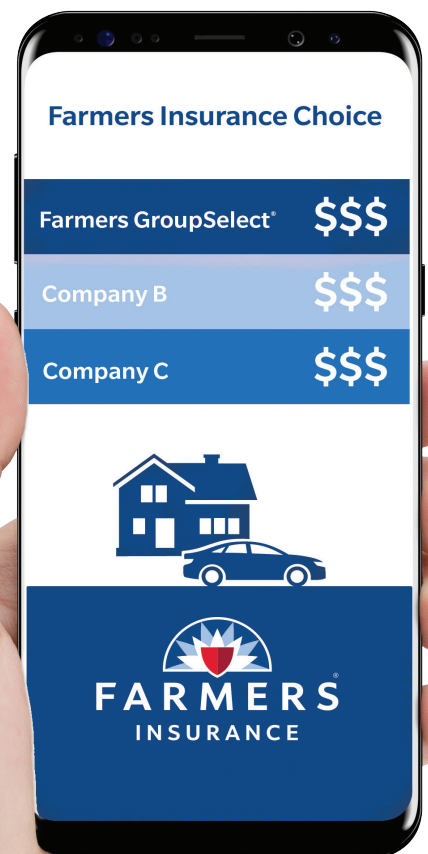 Farmers Insurance Choice
Farmers GroupSelect® $$$
Company B $$$
Company C $$$
FARMERS®
INSURANCE